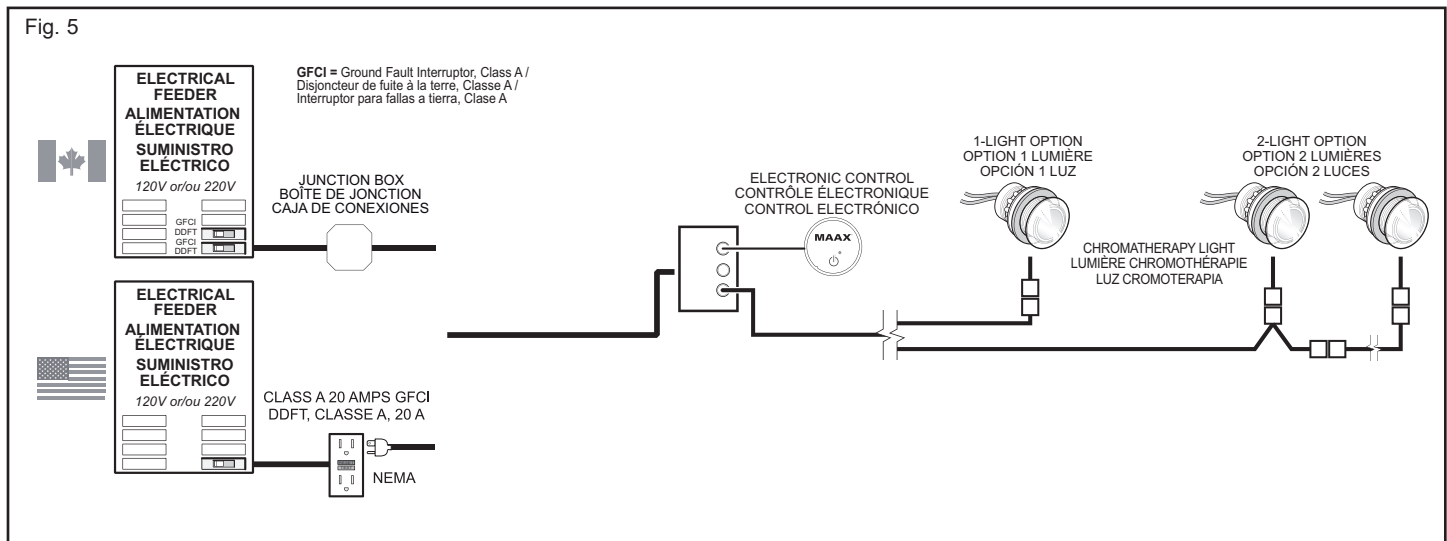 Fig. 5
ELECTRICAL
FEEDER
ALIMENTATION
ÉLECTRIQUE
SUMINISTRO
ELÉCTRICO
120V or/ou 220V
GFCI
DDFT
GFCI
DDFT
GFCI = Ground Fault Interruptor, Class A /
Disjoncteur de fuite à la terre, Classe A /
Interruptor para fallas a tierra, Clase A
JUNCTION BOX
BOÎTE DE JONCTION
CAJA DE CONEXIONES
ELECTRONIC CONTROL
CONTRÔLE ÉLECTRONIQUE
CONTROL ELECTRÓNICO
MAAX
1-LIGHT OPTION
OPTION 1 LUMIÈRE
OPCIÓN 1 LUZ
2-LIGHT OPTION
OPTION 2 LUMIÈRES
OPCIÓN 2 LUCES
CHROMATHERAPY LIGHT
LUMIÈRE CHROMOTHÉRAPIE
LUZ CROMOTERAPIA
ELECTRICAL
FEEDER
ALIMENTATION
ÉLECTRIQUE
SUMINISTRO
ELÉCTRICO
120V or/ou 220V
CLASS A 20 AMPS GFCI
DDFT, CLASSE A, 20 A
NEMA